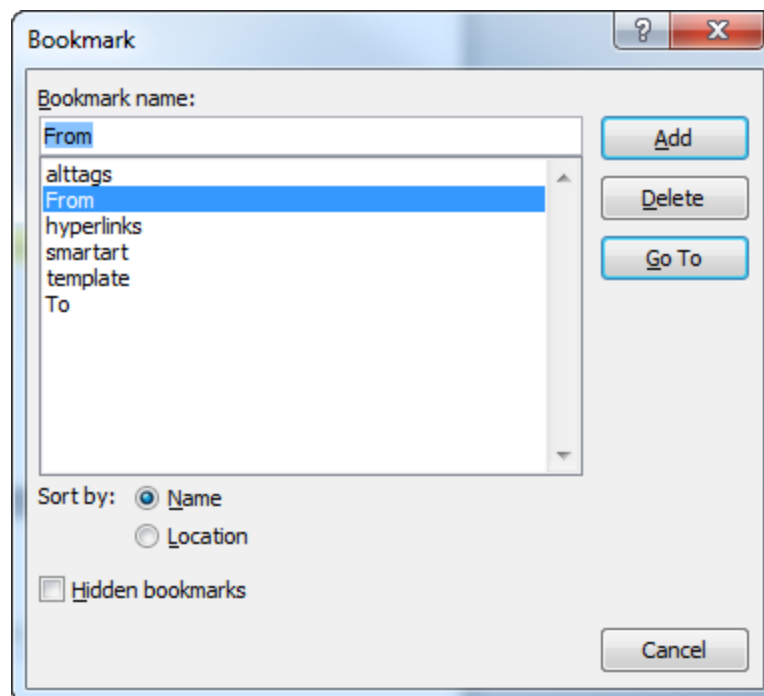 Bookmark
Bookmark name:
From
Add
alttags
From
hyperlinks
smartart
template
To
Delete
Go To
Sort by: Name
Location
Hidden bookmarks
Cancel